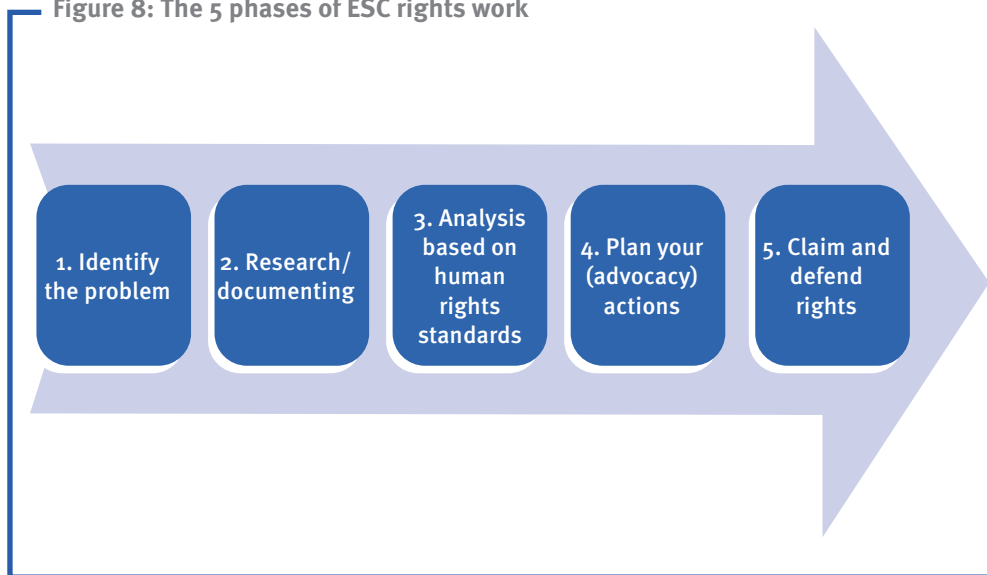 Figure 8: The 5 phases of ESC rights work
1. Identify
the problem
2. Research/
documenting
3. Analysis
based on
human
rights
standards
4. Plan your
(advocacy)
actions
5. Claim and
defend
rights